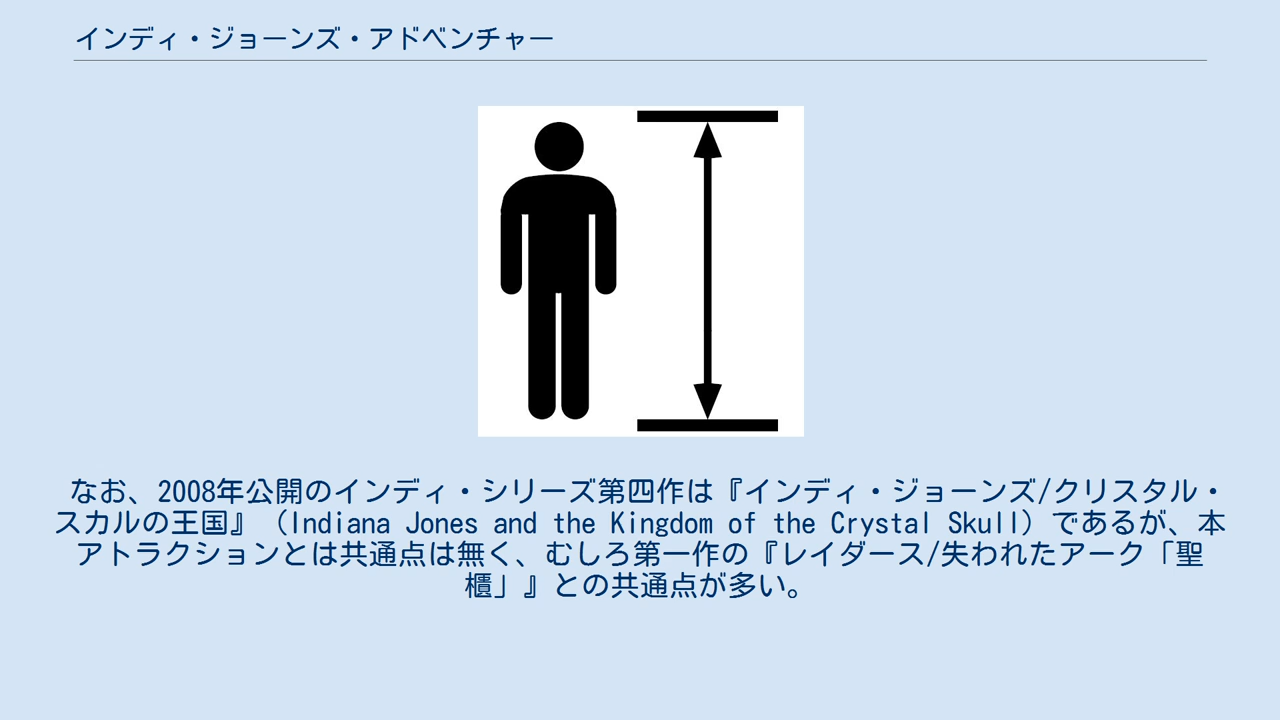 インディ・ジョーンズ・アドベンチャー
なお、2008年公開のインディ・シリーズ第四作は『インディ・ジョーンズ/クリスタル・
スカルの王国』（Indiana Jones and the Kingdom of the Crystal Skull）であるが、本
アトラクションとは共通点は無く、むしろ第一作の『レイダース/失われたアーク「聖
櫃」』との共通点が多い。